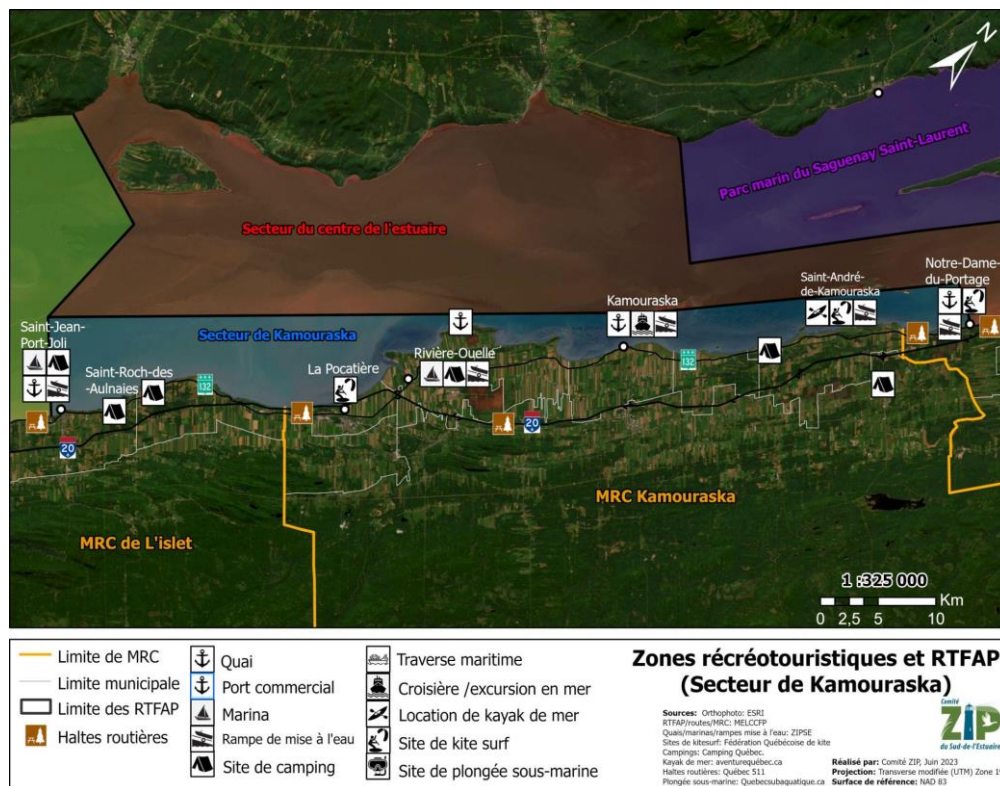 N
Parc marin du Saguenay Saint-Laurent
Secteur du centre de l'estuaire
Notre-Dame-
du-Portage
Saint-André-
de-Kamouraska
Kamouraska
Secteur de Kamouraska
Saint-Jean-
Port-Joli
Saint-Roch-des
-Aulnaies
132
La Pocatière
Rivière-Ouelle
132
20
20
MRC Kamouraska
MRC de L'islet
1 :325 000
Km
0 2,5 5 10
Limite de MRC
Limite municipale
Limite des RTFAP
Haltes routières
Quai
Port commercial
Marina
Rampe de mise à l'eau
Site de camping
Traverse maritime
Croisière /excursion en mer
Location de kayak de mer
Site de kite surf
Site de plongée sous-marine
Zones récréotouristiques et RTFAP
(Secteur de Kamouraska)
Sources: Orthophoto: ESRI
RTFAP/routes/MRC: MELCCFP
Quais/marinas/rampes mise à l'eau: ZIPSE
Sites de kitesurf: Fédération Québécoise de kite
Campings: Camping Québec.
Kayak de mer: aventurequébec.ca
Haltes routières: Québec 511
Plongée sous-marine: Quebecsubaquatique.ca
Comité
ZIP
du Sud-de-l'Estuaire
Réalisé par: Comité ZIP, Juin 2023
Projection: Transverse modifiée (UTM) Zone 19
Surface de référence: NAD 83